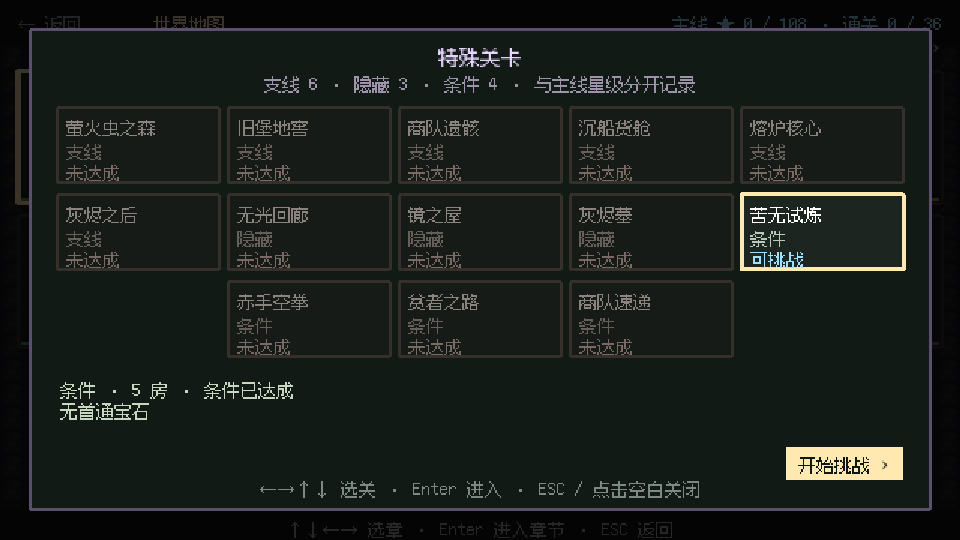 ← 返回
世界地图
主线 ★ 0 / 108 · 通关 0 / 36
特殊关卡
支线 6 · 隐藏 3 · 条件 4 · 与主线星级分开记录
萤火虫之森
支线
未达成
旧堡地窖
支线
未达成
商队遗骸
支线
未达成
沉船货舱
支线
未达成
熔炉核心
支线
未达成
灰烬之后
支线
未达成
无光回廊
隐藏
未达成
镜之屋
隐藏
未达成
灰烬墓
隐藏
未达成
苦无试炼
条件
可挑战
赤手空拳
条件
未达成
贫者之路
条件
未达成
商队速递
条件
未达成
条件 · 5 房 · 条件已达成
无首通宝石
开始挑战 ›
←→↑↓ 选关 · Enter 进入 · ESC / 点击空白关闭
↑↓←→ 选章 · Enter 进入章节 · ESC 返回